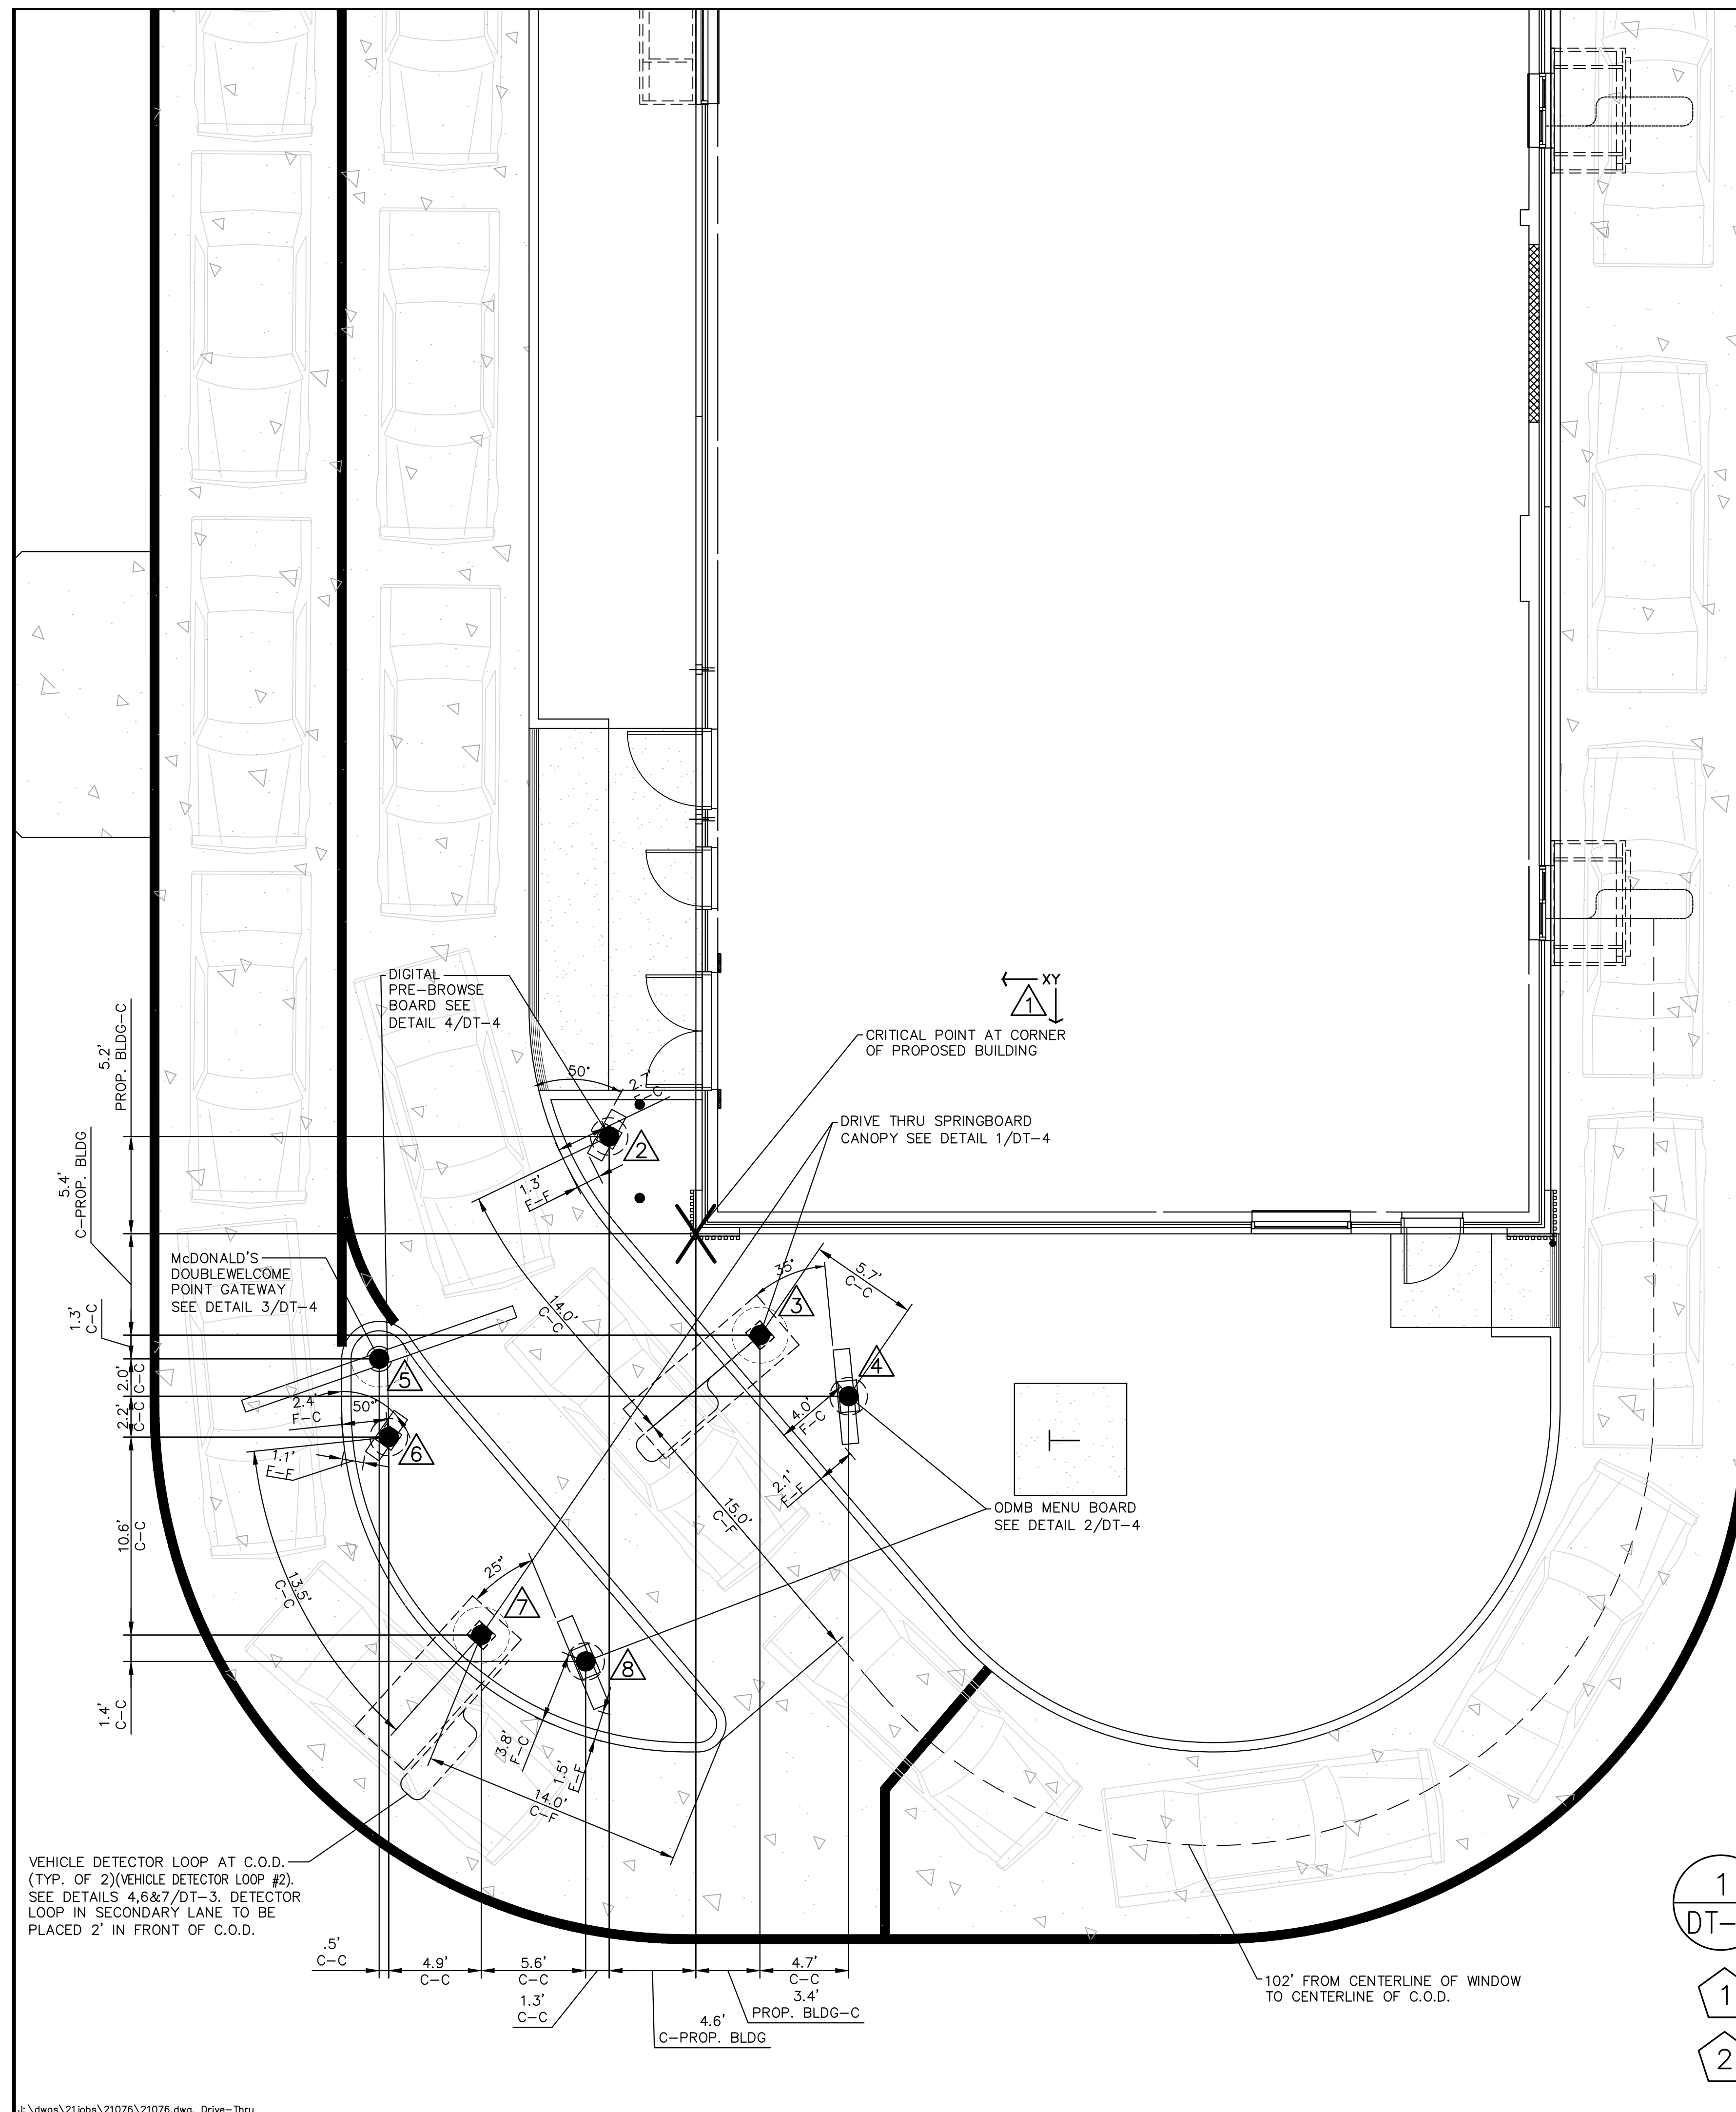 DIGITAL
PRE-BROWSE
BOARD SEE
DETAIL 4/DT-4
XY
1
CRITICAL POINT AT CORNER
OF PROPOSED BUILDING
5.2'
PROP. BLDG-C
50°
2.7'
F-C
2
DRIVE THRU SPRINGBOARD
CANOPY SEE DETAIL 1/DT-4
5.4'
C-PROP. BLDG
1.3'
F-F
McDONALD'S
DOUBLEWELCOME
POINT GATEWAY
SEE DETAIL 3/DT-4
1.3'
C-C
14.0'
C-C
35°
5.7'
C-C
3
4
5
2.0'
C-C
2.2'
C-C
2.4'
F-C
50°
6
1.1'
F-F
4.0'
F-C
2.1'
F-F
T
ODMB MENU BOARD
SEE DETAIL 2/DT-4
10.6'
C-C
15.0'
C-F
13.5'
C-C
25°
7
8
1.4'
C-C
3.8'
F-C
1.5'
F-F
14.0'
C-F
VEHICLE DETECTOR LOOP AT C.O.D.
(TYP. OF 2)(VEHICLE DETECTOR LOOP #2).
SEE DETAILS 4,6&7/DT-3. DETECTOR
LOOP IN SECONDARY LANE TO BE
PLACED 2' IN FRONT OF C.O.D.
1
DT-
.5'
C-C
4.9'
C-C
5.6'
C-C
1.3'
C-C
4.6'
C-PROP. BLDG
4.7'
C-C
3.4'
PROP. BLDG-C
102' FROM CENTERLINE OF WINDOW
TO CENTERLINE OF C.O.D.
1
2
J:\dwgs\21jobs\21076\21076.dwg, Drive-Thru